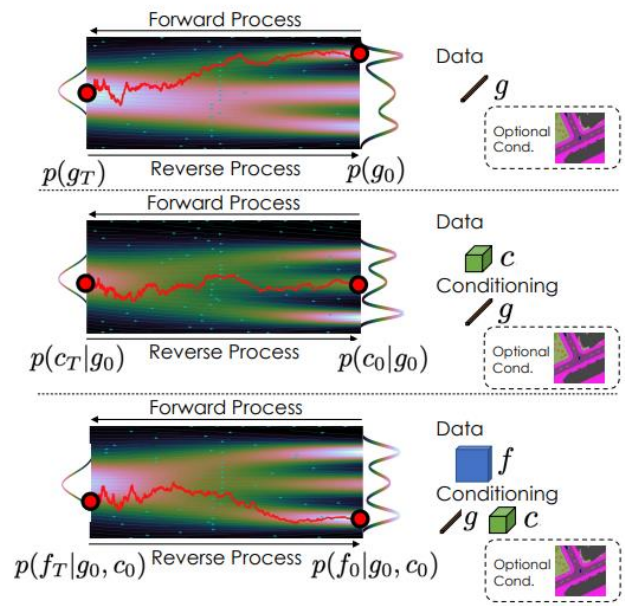 Forward Process
Data
g
Optional
Cond.
Reverse Process
p(g_T)
p(g_0)
Forward Process
Data
c
Conditioning
g
Optional
Cond.
Reverse Process
p(c_T|g_0)
p(c_0|g_0)
Forward Process
Data
f
Conditioning
g c
Optional
Cond.
Reverse Process
p(f_T|g_0, c_0)
p(f_0|g_0, c_0)